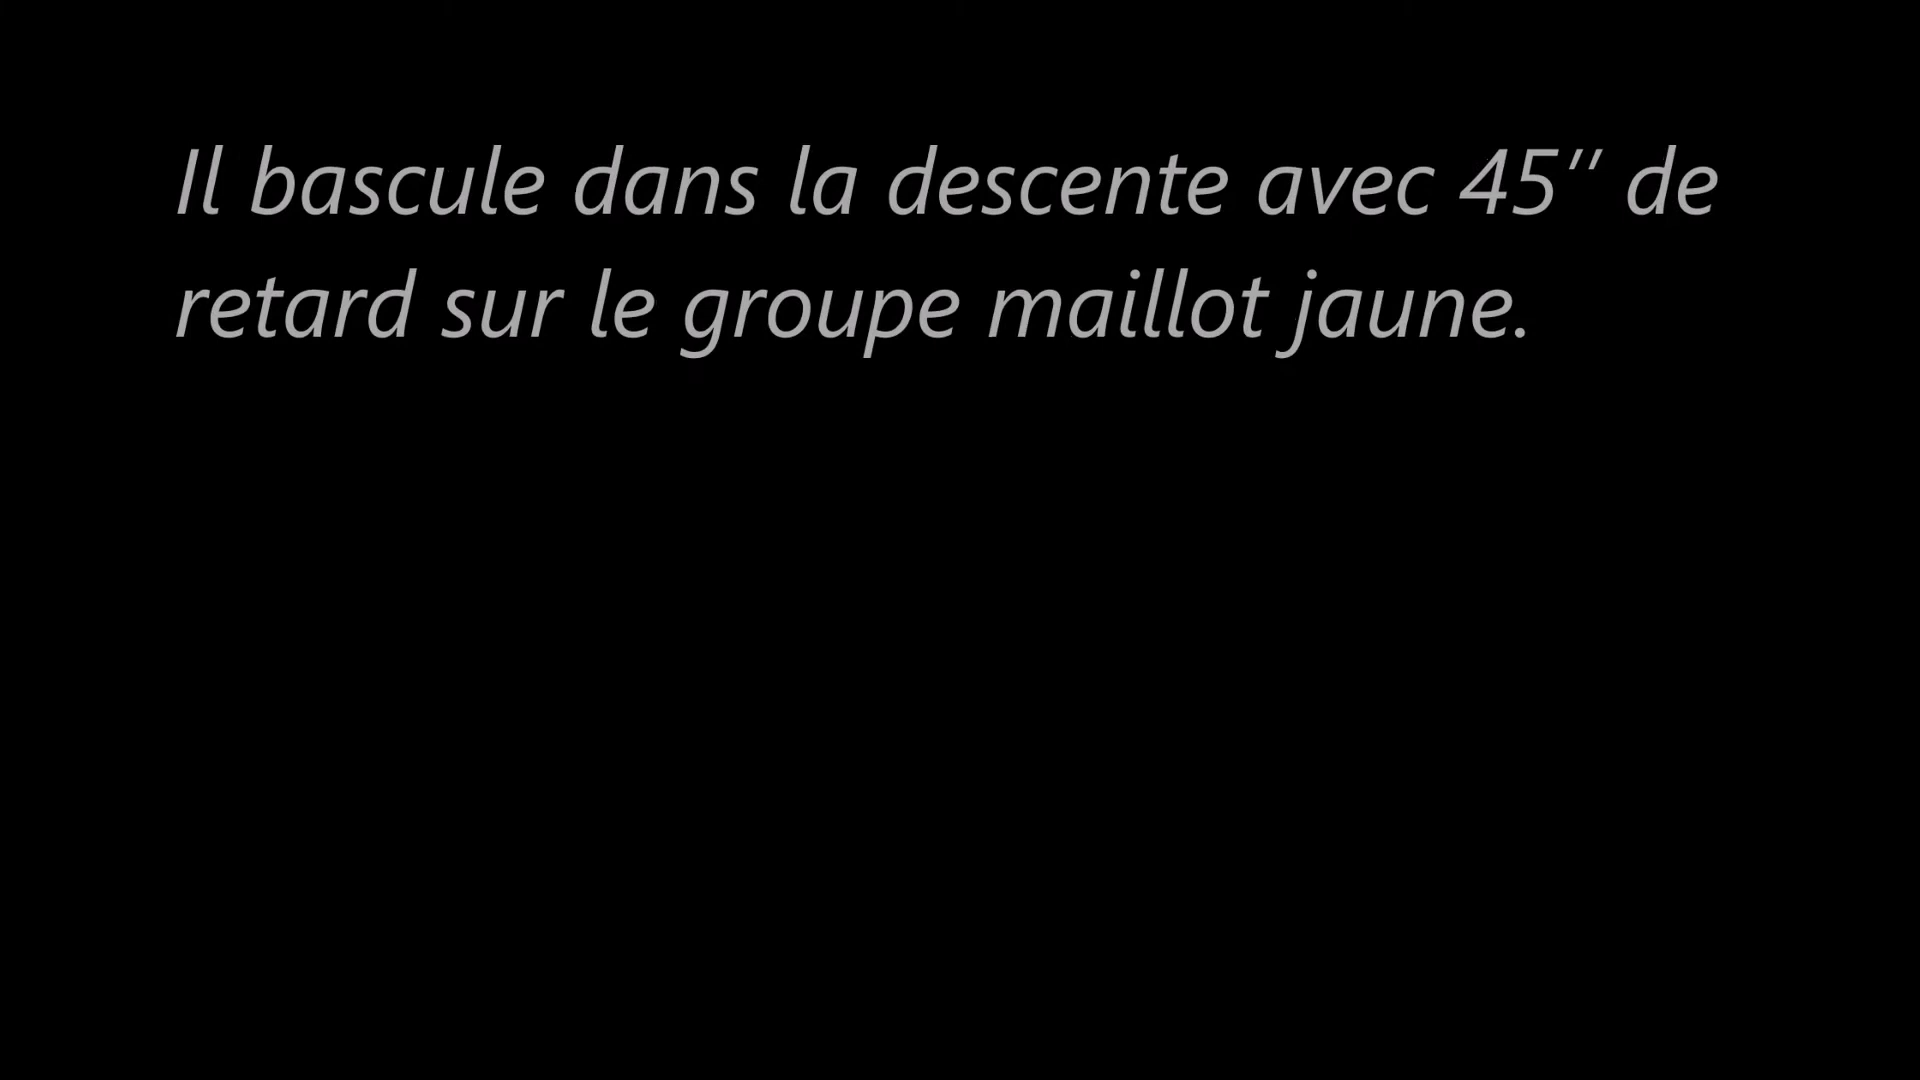 Il bascule dans la descente avec 45’’ de
retard sur le groupe maillot jaune.